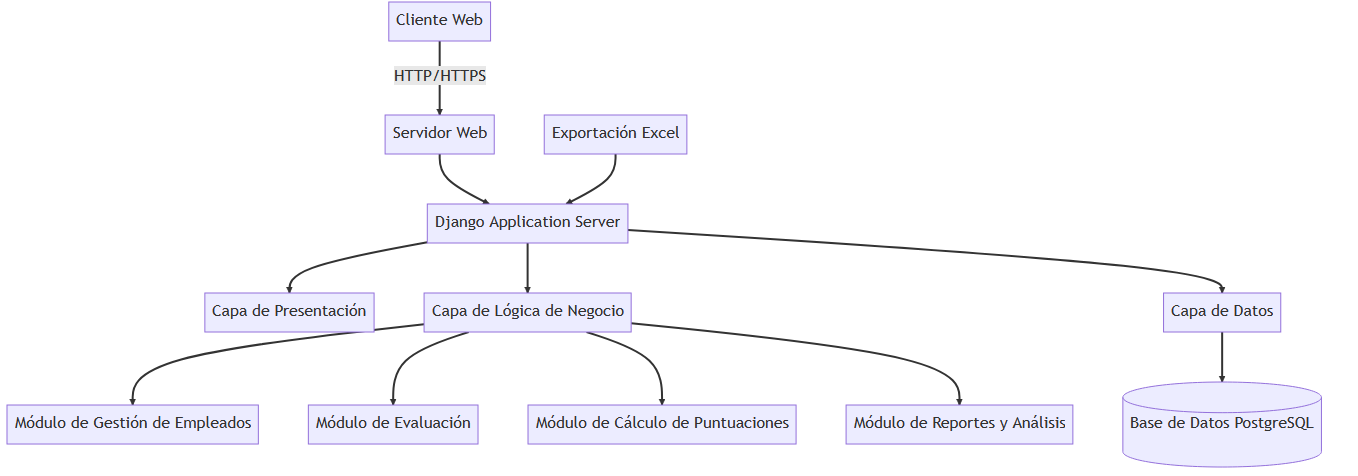 Cliente Web
HTTP/HTTPS
Servidor Web
Exportación Excel
Django Application Server
Capa de Presentación
Capa de Lógica de Negocio
Capa de Datos
Módulo de Gestión de Empleados
Módulo de Evaluación
Módulo de Cálculo de Puntuaciones
Módulo de Reportes y Análisis
Base de Datos PostgreSQL